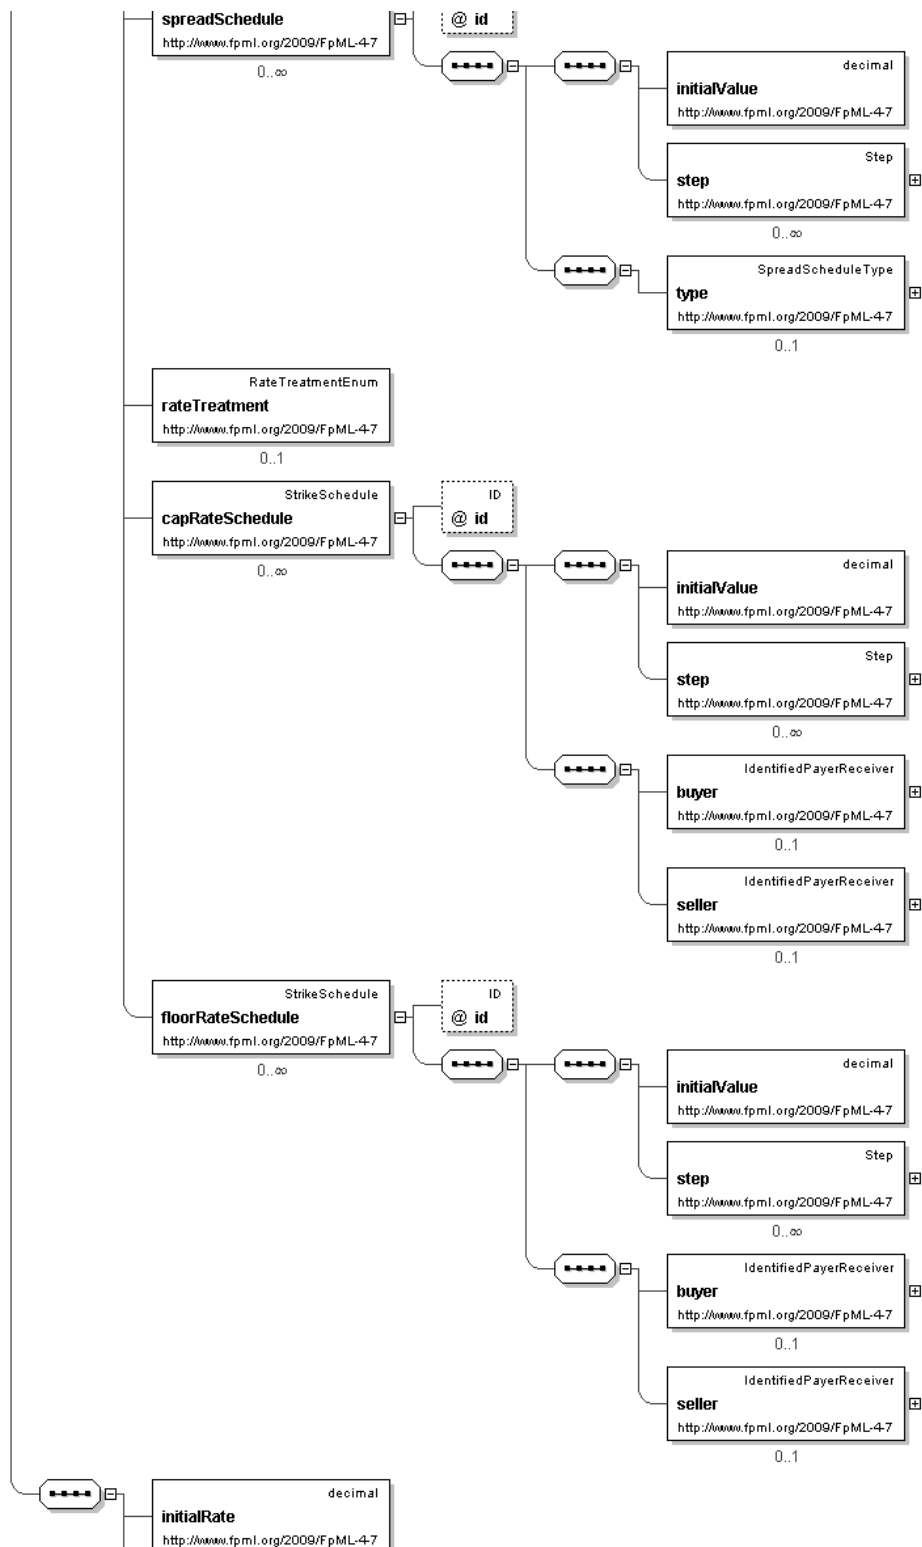 spreadSchedule
http://www.fpml.org/2009/FpML-4-7
0..∞
@ id
decimal
initialValue
http://www.fpml.org/2009/FpML-4-7
Step
step
http://www.fpml.org/2009/FpML-4-7
0..∞
SpreadScheduleType
type
http://www.fpml.org/2009/FpML-4-7
0..1
RateTreatmentEnum
rateTreatment
http://www.fpml.org/2009/FpML-4-7
0..1
StrikeSchedule
capRateSchedule
http://www.fpml.org/2009/FpML-4-7
0..∞
ID
@ id
decimal
initialValue
http://www.fpml.org/2009/FpML-4-7
Step
step
http://www.fpml.org/2009/FpML-4-7
0..∞
IdentifiedPayerReceiver
buyer
http://www.fpml.org/2009/FpML-4-7
0..1
IdentifiedPayerReceiver
seller
http://www.fpml.org/2009/FpML-4-7
0..1
StrikeSchedule
floorRateSchedule
http://www.fpml.org/2009/FpML-4-7
0..∞
ID
@ id
decimal
initialValue
http://www.fpml.org/2009/FpML-4-7
Step
step
http://www.fpml.org/2009/FpML-4-7
0..∞
IdentifiedPayerReceiver
buyer
http://www.fpml.org/2009/FpML-4-7
0..1
IdentifiedPayerReceiver
seller
http://www.fpml.org/2009/FpML-4-7
0..1
decimal
initialRate
http://www.fpml.org/2009/FpML-4-7